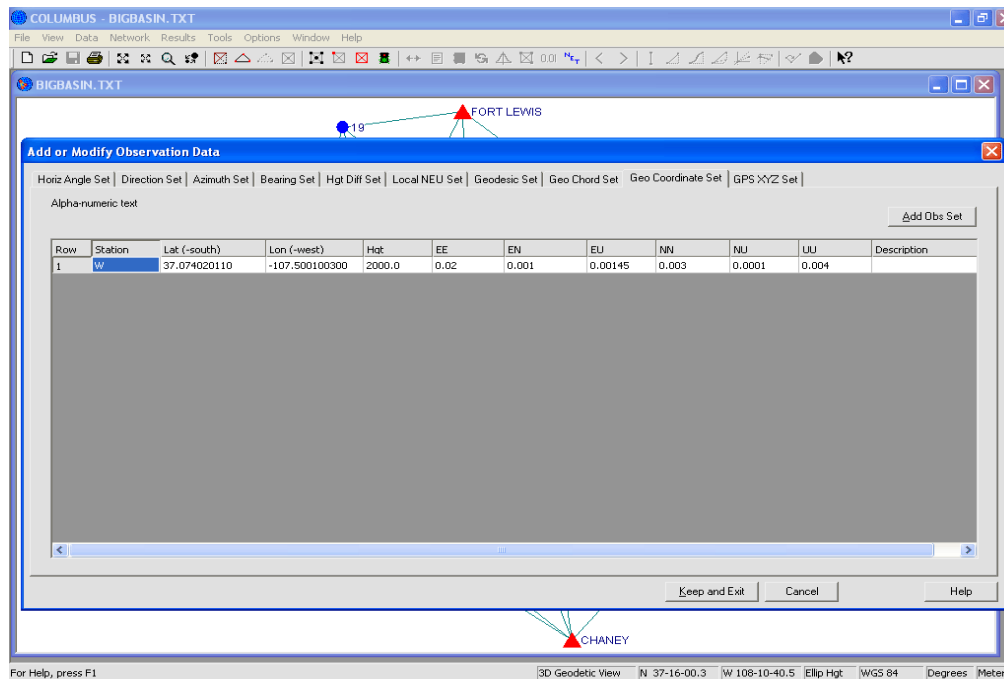 COLUMBUS - BIGBASIN.TXT
File View Data Network Results Tools Options Window Help
0.01
BIGBASIN.TXT
FORT LEWIS
19
Add or Modify Observation Data
Horiz Angle Set Direction Set Azimuth Set Bearing Set Hgt Diff Set Local NEU Set Geodesic Set Geo Chord Set Geo Coordinate Set GPS XYZ Set
Alpha-numeric text
Add Obs Set
Row Station Lat (-south) Lon (-west) Hgt EE EN EU NN NU UU Description
1 W 37.074020110 -107.500100300 2000.0 0.02 0.001 0.00145 0.003 0.0001 0.004
Keep and Exit Cancel Help
CHANEY
For Help, press F1 3D Geodetic View N 37-16-00.3 W 108-10-40.5 Ellip Hgt WGS 84 Degrees Meter